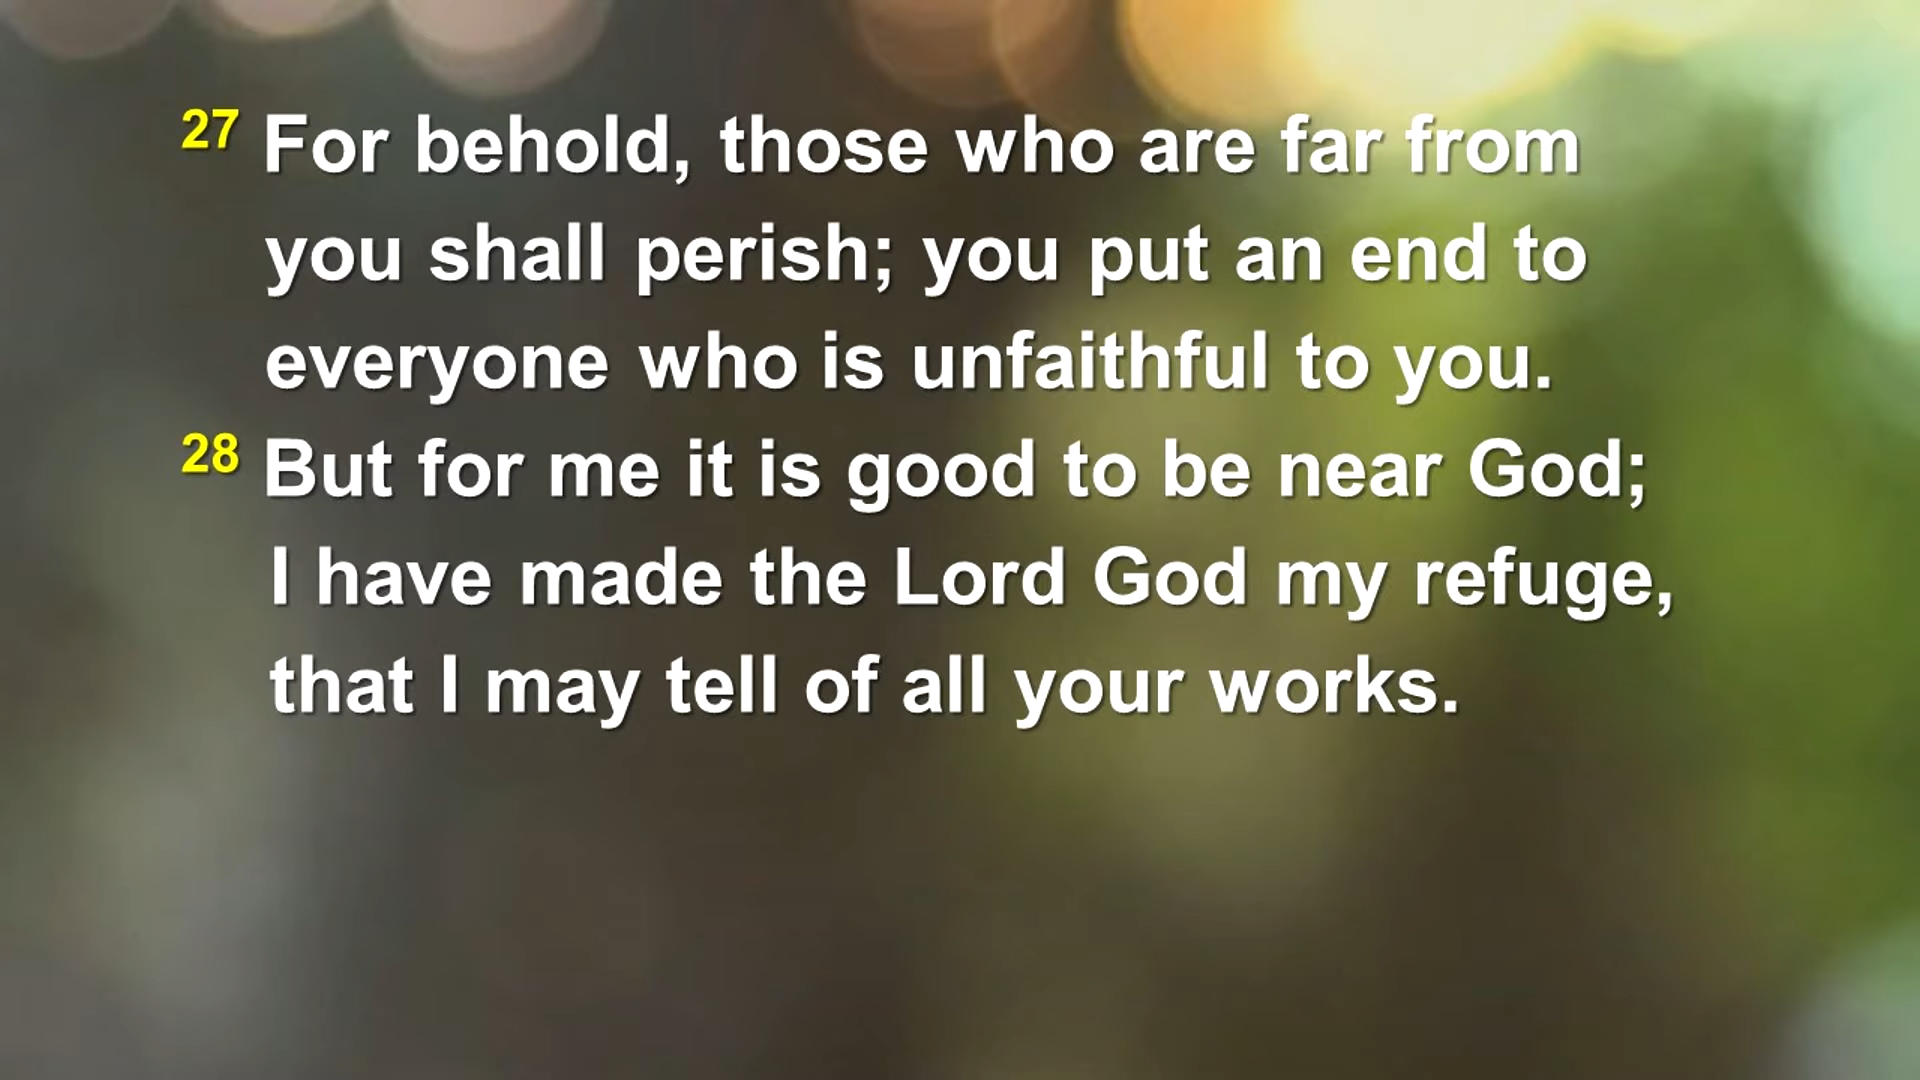 27 For behold, those who are far from
you shall perish; you put an end to
everyone who is unfaithful to you.
28 But for me it is good to be near God;
I have made the Lord God my refuge,
that I may tell of all your works.